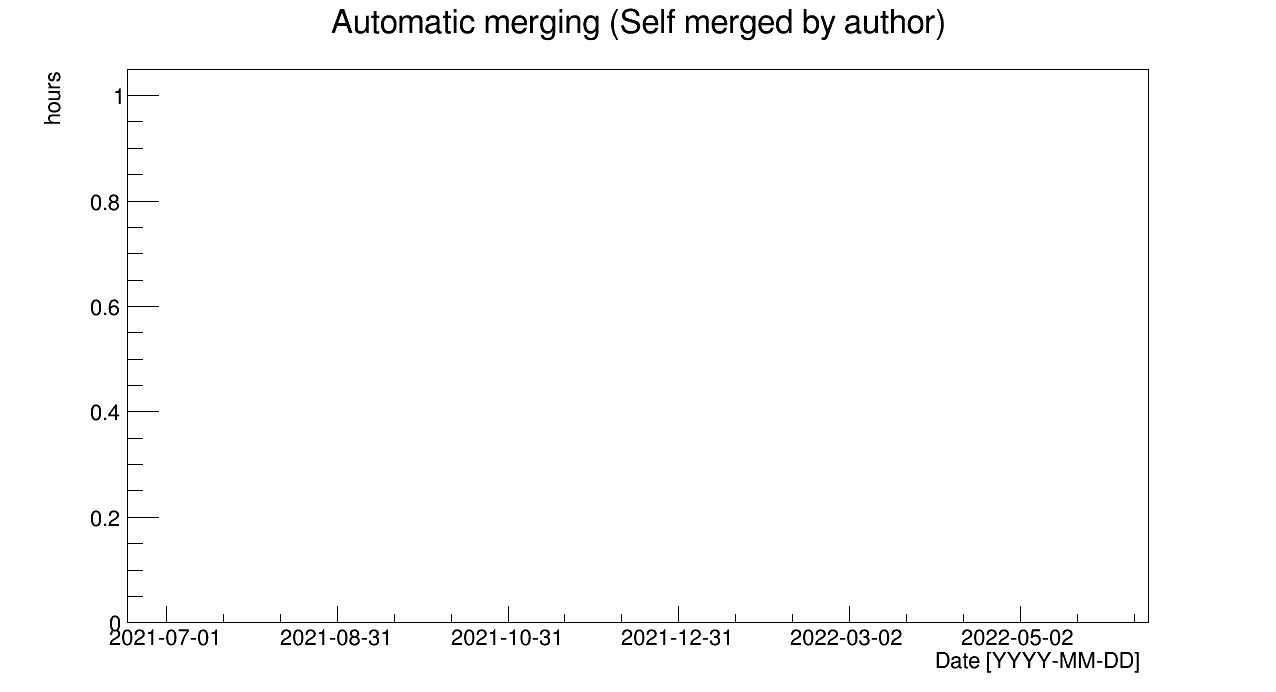 Automatic merging (Self merged by author)
hours
1
0.8
0.6
0.4
0.2
0
2021-07-01 2021-08-31 2021-10-31 2021-12-31 2022-03-02 2022-05-02
Date [YYYY-MM-DD]